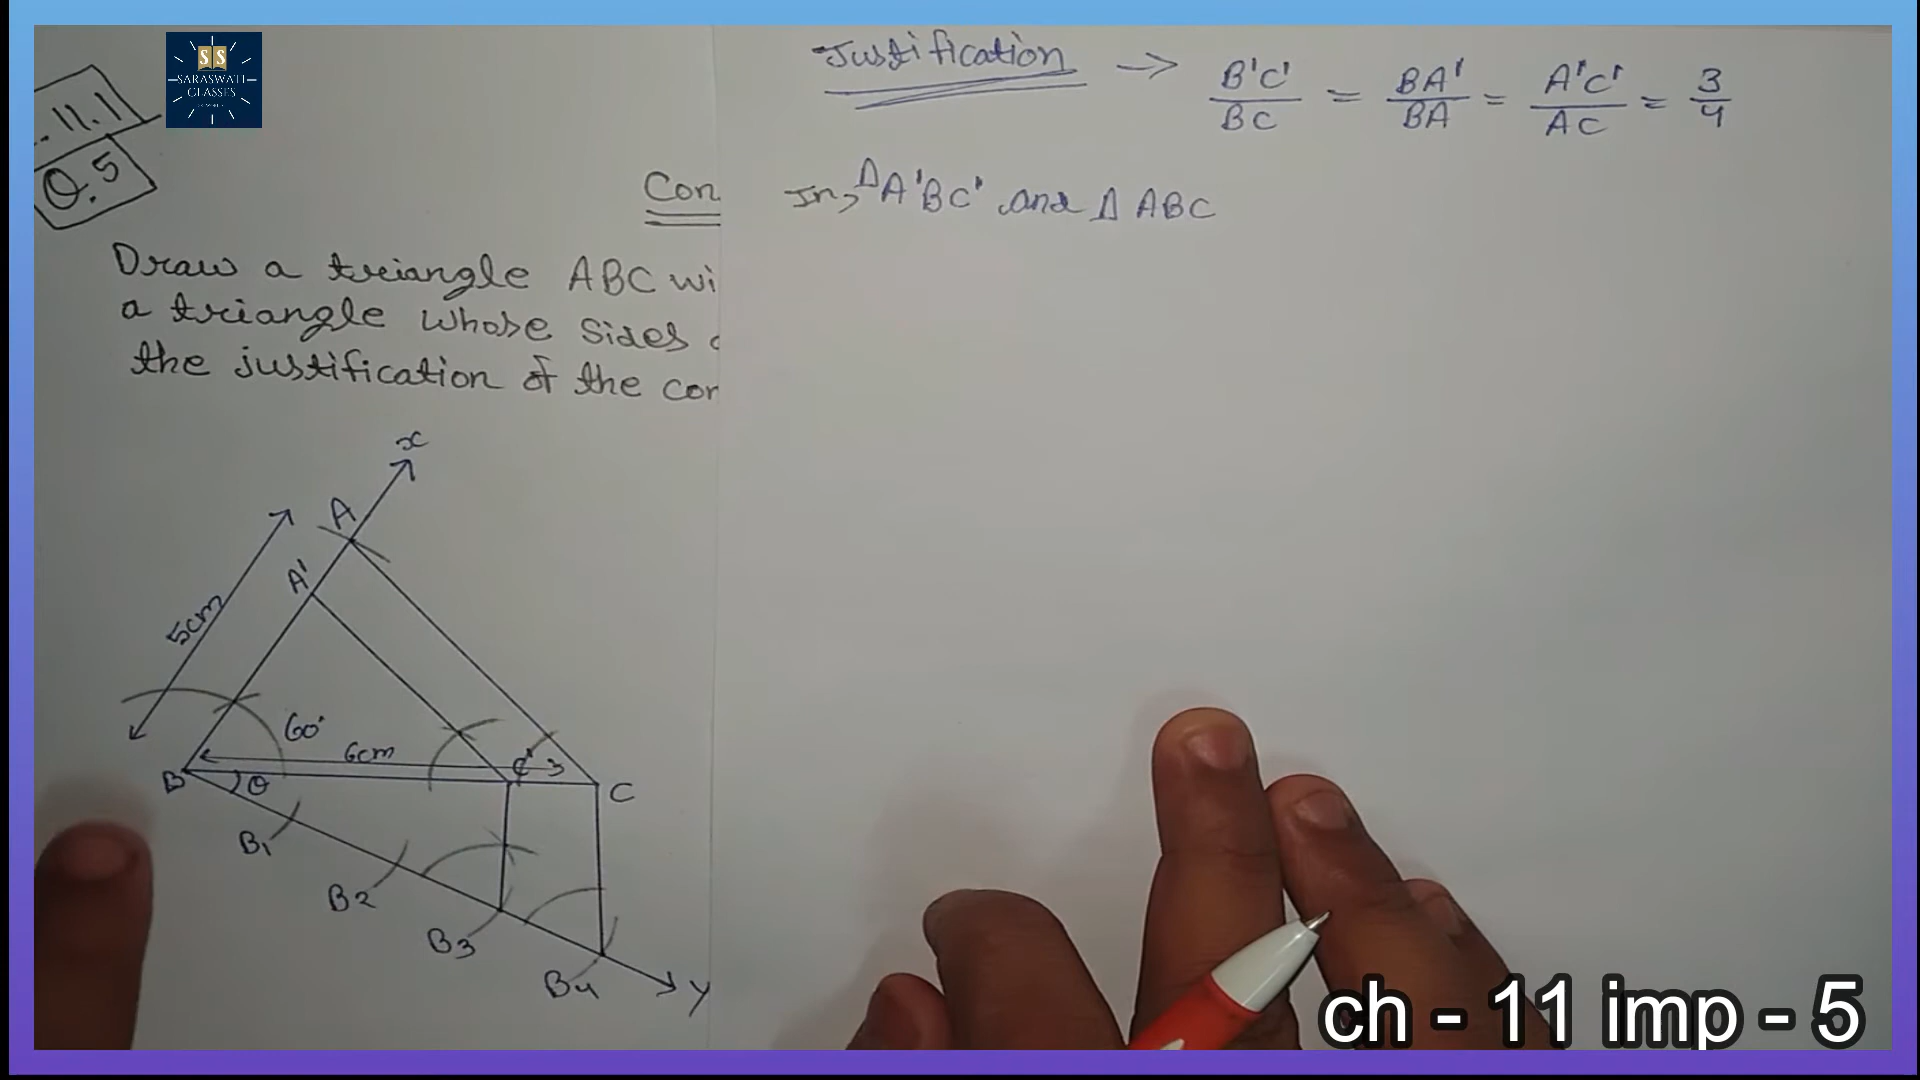 SS
SARASWATI
CLASSES
. 11.1
Q.5
Con
Draw a triangle ABC wi
a triangle whose sides
the justification of the con
Justification → B'C'/BC = BA'/BA = A'C'/AC = 3/4
In, ΔA'BC' and Δ ABC
x
A
A'
5cm
60°
6cm
C' 3
B
θ
C
B1
B2
B3
B4
y
ch - 11 imp - 5